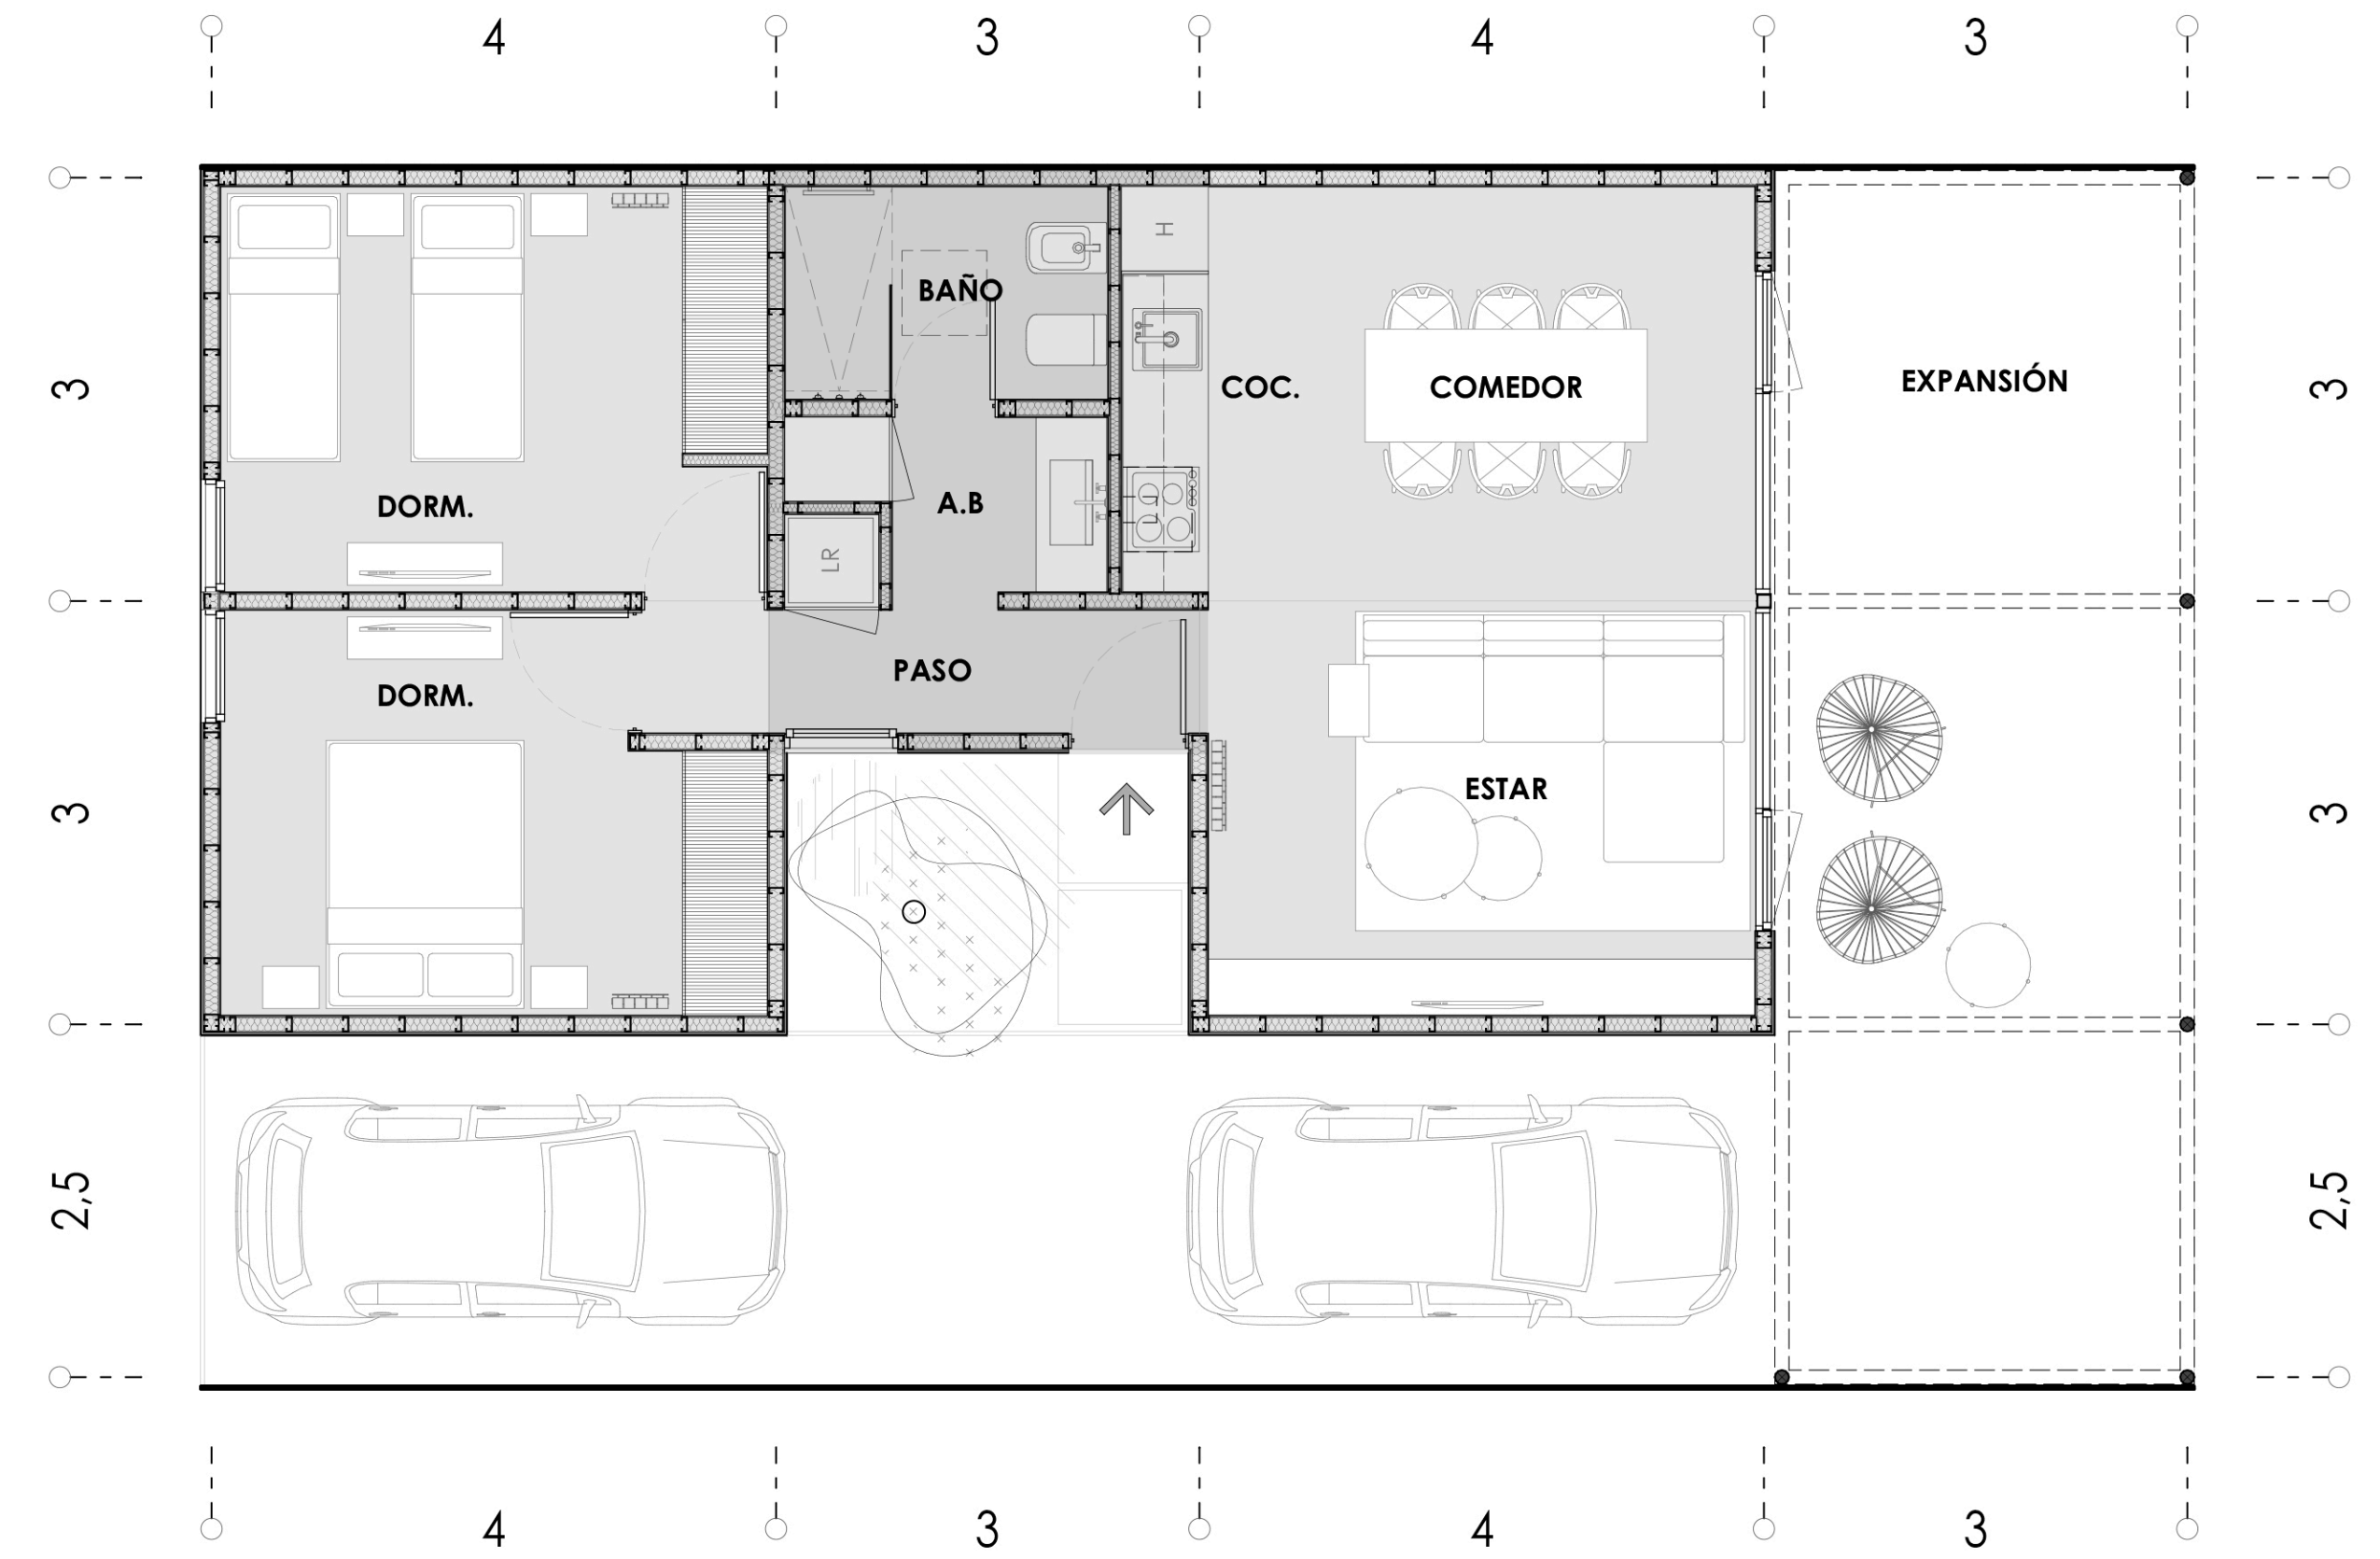 4 3 4 3
H
BAÑO
3 COC. COMEDOR EXPANSIÓN 3
DORM. A.B
LR
PASO
DORM.
ESTAR
3 3
2,5 2,5
4 3 4 3